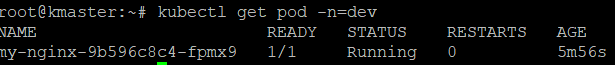 root@kmaster:~# kubectl get pod -n=dev
NAME                       READY   STATUS    RESTARTS   AGE
my-nginx-9b596c8c4-fpmx9   1/1     Running   0          5m56s